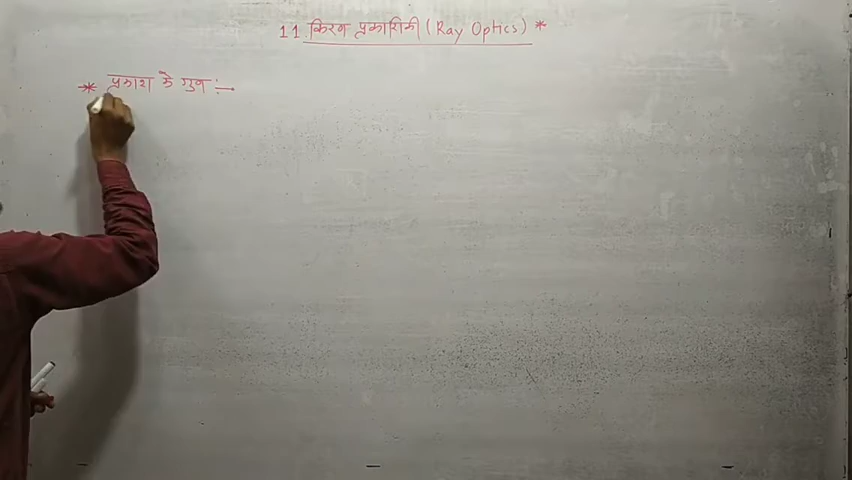 11 किरण प्रकाशिकी (Ray Optics) *
* प्रकाश के गुण :-